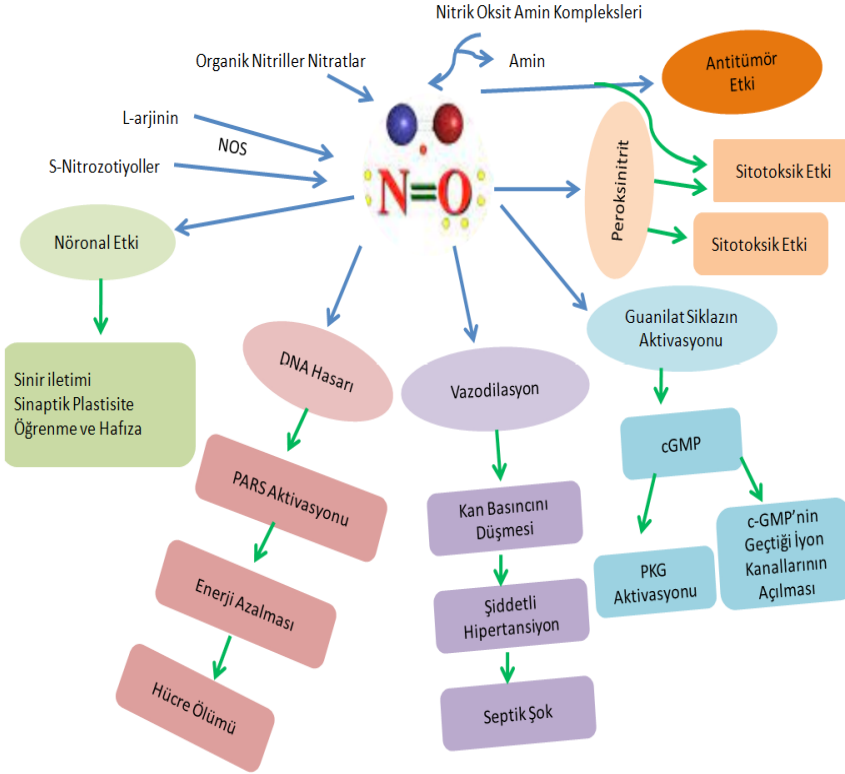 Nitrik Oksit Amin Kompleksleri
Organik Nitriller Nitratlar
Amin
Antitümör
Etki
L-arjinin
NOS
S-Nitrozotiyoller
N=O
Peroksinitrit
Sitotoksik Etki
Sitotoksik Etki
Nöronal Etki
Guanilat Siklazın
Aktivasyonu
DNA Hasarı
Vazodilasyon
Sinir iletimi
Sinaptik Plastisite
Öğrenme ve Hafıza
cGMP
PARS Aktivasyonu
Kan Basıncını
Düşmesi
c-GMP'nin
Geçtiği İyon
Kanallarının
Açılması
PKG
Aktivasyonu
Enerji Azalması
Şiddetli
Hipertansiyon
Hücre Ölümü
Septik Şok